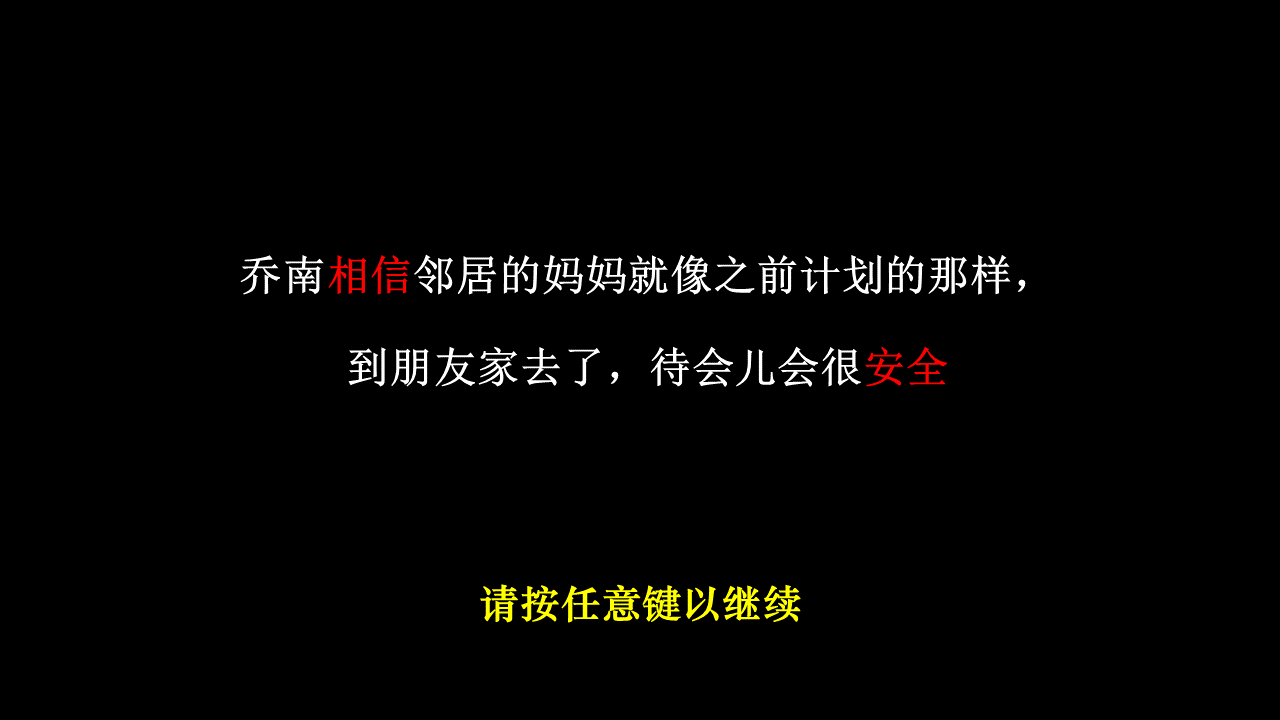 乔南相信邻居的妈妈就像之前计划的那样，
到朋友家去了，待会儿会很安全
请按任意键以继续